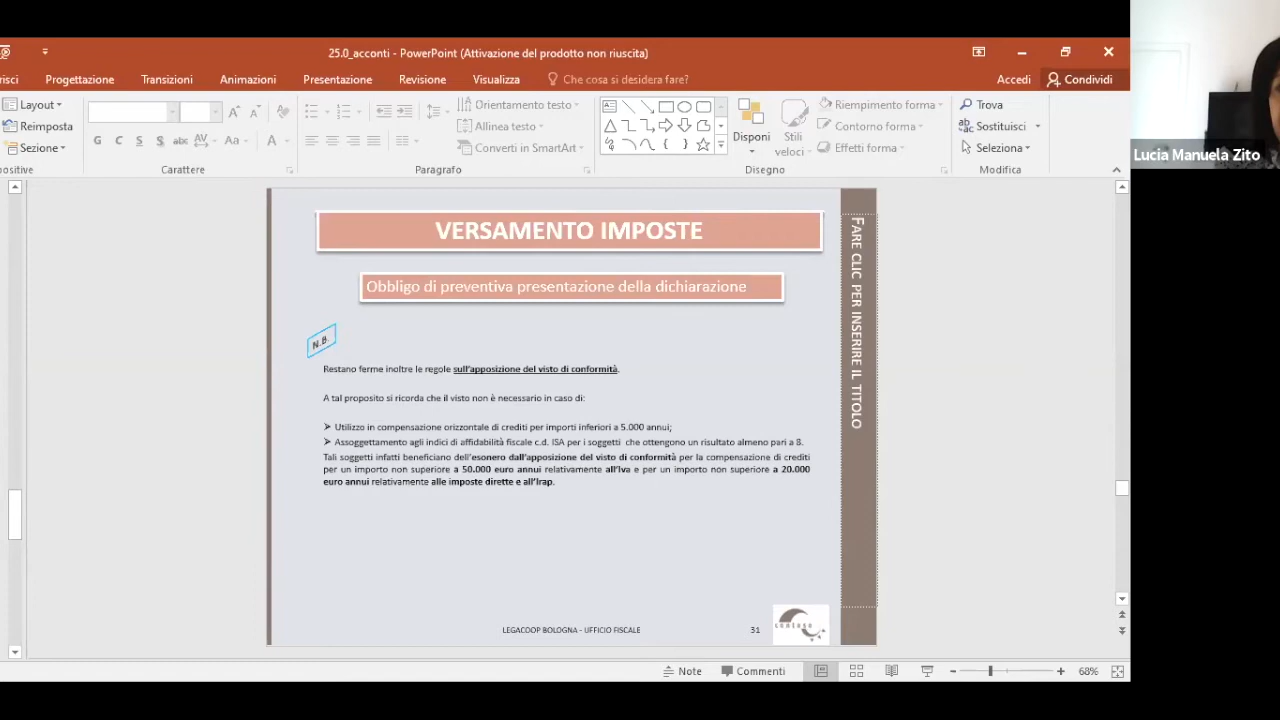 25.0_acconti - PowerPoint (Attivazione del prodotto non riuscita)
risci Progettazione Transizioni Animazioni Presentazione Revisione Visualizza Che cosa si desidera fare? Accedi Condividi
Layout Orientamento testo Riempimento forma Trova
Reimposta Allinea testo Disponi Stili Contorno forma Sostituisci
Sezione G C S S abc AV Aa A Converti in SmartArt veloci Effetti forma Seleziona
positive Carattere Paragrafo Disegno Modifica
Lucia Manuela Zito
VERSAMENTO IMPOSTE
Obbligo di preventiva presentazione della dichiarazione
N.B.
Restano ferme inoltre le regole sull'apposizione del visto di conformità.
A tal proposito si ricorda che il visto non è necessario in caso di:
Utilizzo in compensazione orizzontale di crediti per importi inferiori a 5.000 annui;
Assoggettamento agli indici di affidabilità fiscale c.d. ISA per i soggetti che ottengono un risultato almeno pari a 8.
Tali soggetti infatti beneficiano dell'esonero dall'apposizione del visto di conformità per la compensazione di crediti
per un importo non superiore a 50.000 euro annui relativamente all'Iva e per un importo non superiore a 20.000
euro annui relativamente alle imposte dirette e all'Irap.
FARE CLIC PER INSERIRE IL TITOLO
LEGACOOP BOLOGNA - UFFICIO FISCALE 31
Note Commenti 68%